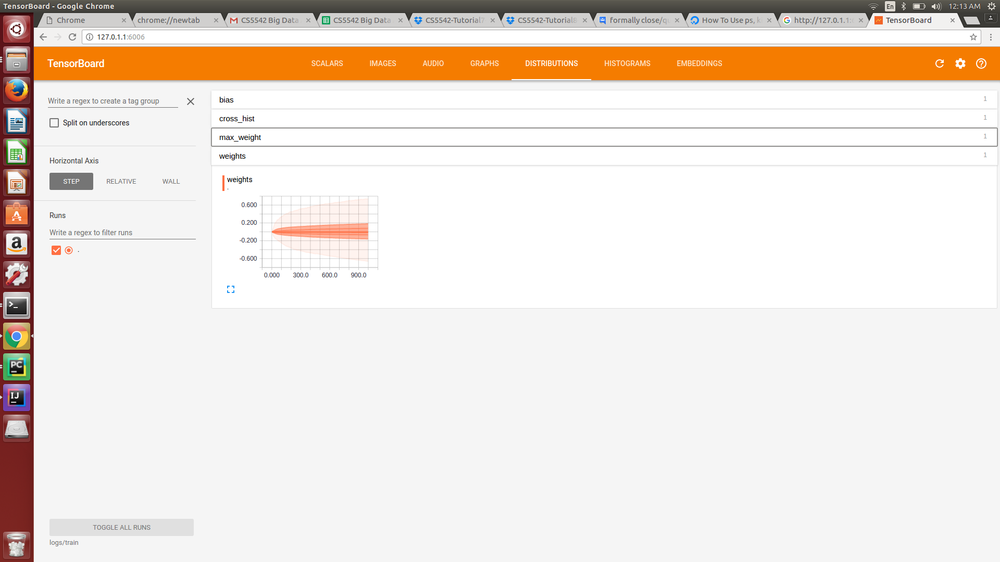 TensorBoard - Google Chrome
En
12:13 AM
Chrome
chrome://newtab
CS5542 Big Data
CS5542 Big Data
CS5542-Tutorial7
CS5542-Tutorial8
formally close/qu
How To Use ps, ki
http://127.0.1.1:6
TensorBoard
127.0.1.1:6006
TensorBoard
SCALARS
IMAGES
AUDIO
GRAPHS
DISTRIBUTIONS
HISTOGRAMS
EMBEDDINGS
Write a regex to create a tag group
Split on underscores
Horizontal Axis
STEP
RELATIVE
WALL
Runs
Write a regex to filter runs
.
TOGGLE ALL RUNS
logs/train
bias
1
cross_hist
1
max_weight
1
weights
1
weights
.
0.600
0.200
-0.200
-0.600
0.000
300.0
600.0
900.0